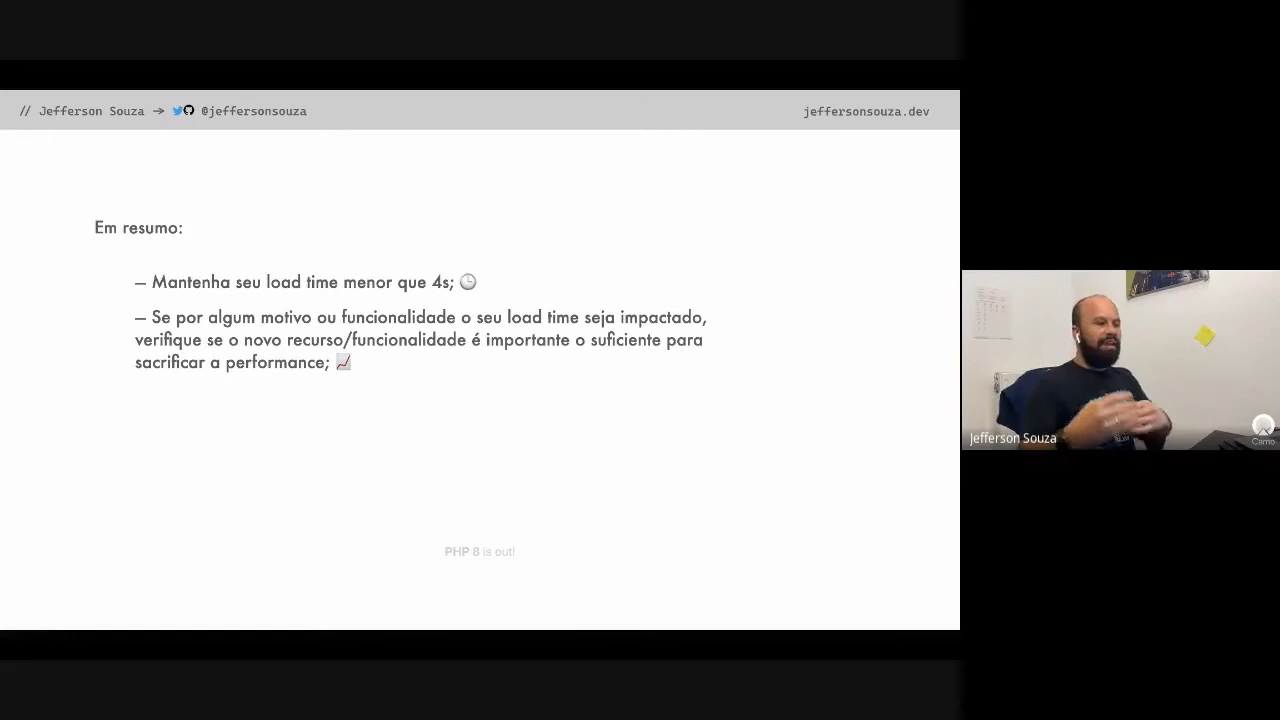 // Jefferson Souza → @jeffersonsouza
jeffersonsouza.dev
Em resumo:
— Mantenha seu load time menor que 4s; 🕒
— Se por algum motivo ou funcionalidade o seu load time seja impactado,
verifique se o novo recurso/funcionalidade é importante o suficiente para
sacrificar a performance; 📈
PHP 8 is out!
Jefferson Souza
Camo